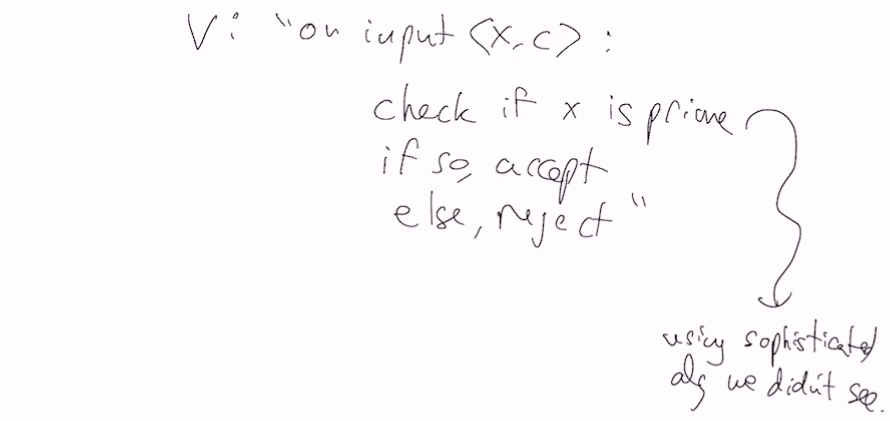 V: "on input <x,c>:
check if x is prime
if so, accept
else, reject"
using sophisticated
alg we didn't see.